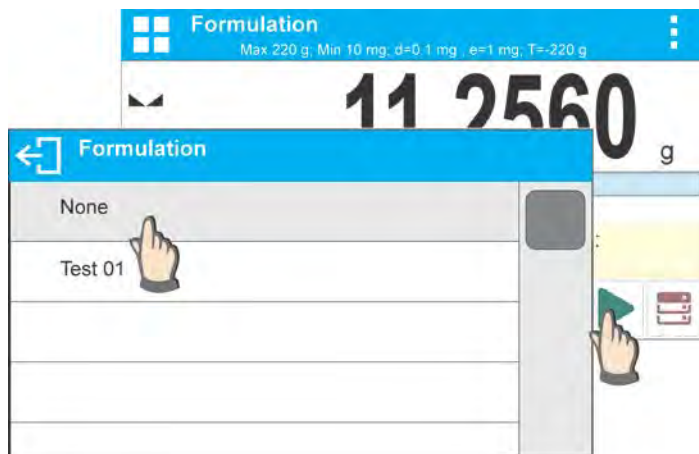 Formulation
Max 220 g; Min 10 mg; d=0.1 mg , e=1 mg; T=-220 g
11.2560
g
Formulation
None
Test 01
: